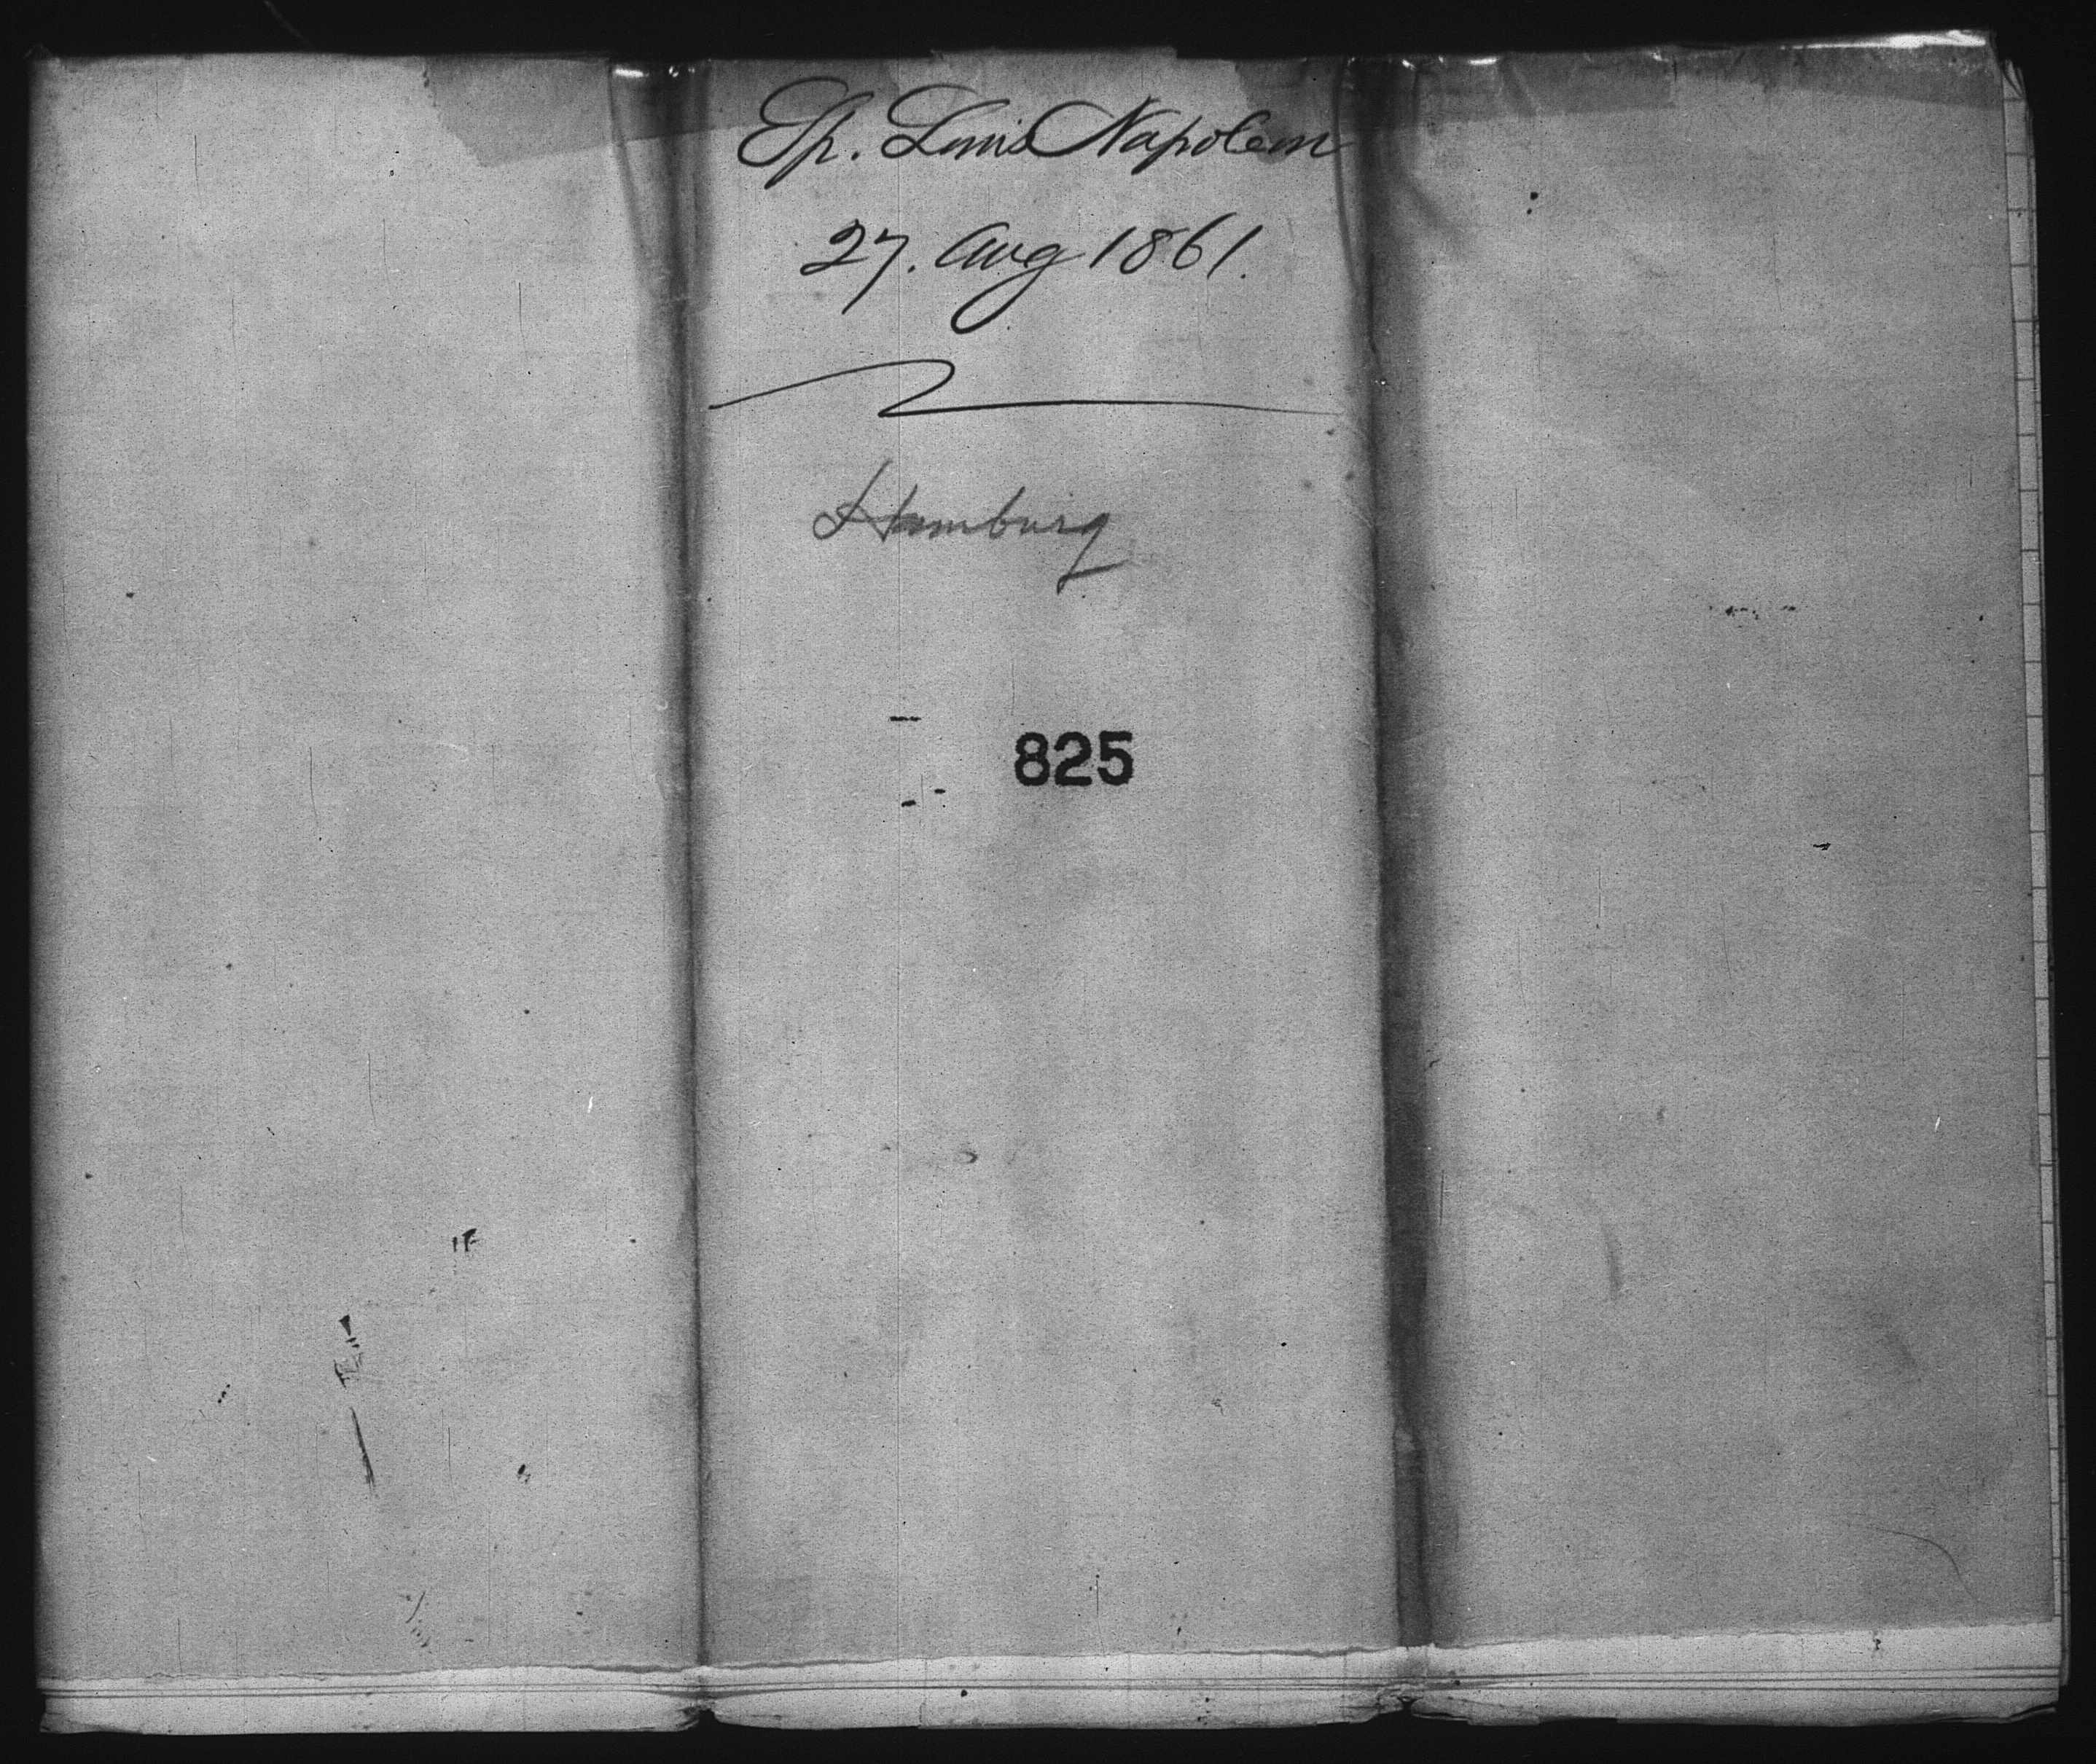 Sp. Louis Napoleon
27. Aug 1861.
Hamburg
825